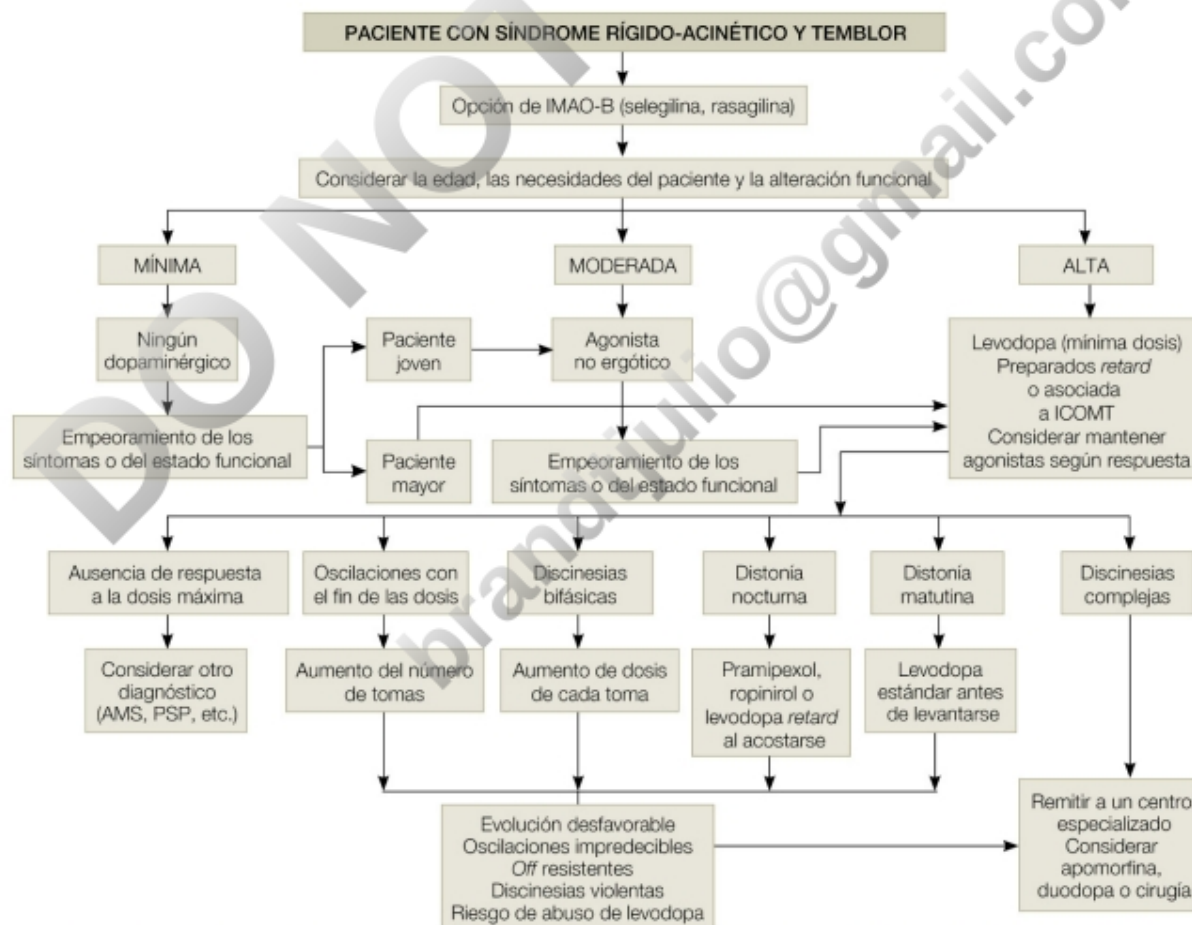 PACIENTE CON SÍNDROME RÍGIDO-ACINÉTICO Y TEMBLOR
Opción de IMAO-B (selegilina, rasagilina)
Considerar la edad, las necesidades del paciente y la alteración funcional
MÍNIMA
MODERADA
ALTA
Ningún
dopaminérgico
Paciente
joven
Agonista
no ergótico
Levodopa (mínima dosis)
Preparados retard
o asociada
a ICOMT
Considerar mantener
agonistas según respuesta
Empeoramiento de los
síntomas o del estado funcional
Paciente
mayor
Empeoramiento de los
síntomas o del estado funcional
Ausencia de respuesta
a la dosis máxima
Oscilaciones con
el fin de las dosis
Discinesias
bifásicas
Distonía
nocturna
Distonía
matutina
Discinesias
complejas
Considerar otro
diagnóstico
(AMS, PSP, etc.)
Aumento del número
de tomas
Aumento de dosis
de cada toma
Pramipexol,
ropinirol o
levodopa retard
al acostarse
Levodopa
estándar antes
de levantarse
Evolución desfavorable
Oscilaciones impredecibles
Off resistentes
Discinesias violentas
Riesgo de abuso de levodopa
Remitir a un centro
especializado
Considerar
apomorfina,
duodopa o cirugía
DO NOT
brandtjulio@gmail.com